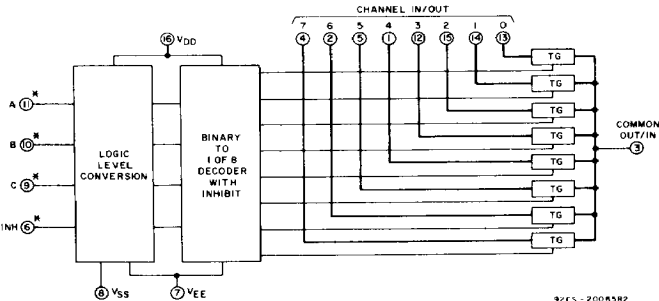 CHANNEL IN/OUT
7 6 5 4 3 2 1 0
4 2 5 1 12 15 14 13
16 VDD
TG
TG
TG
TG
TG
TG
TG
TG
A 11 *
B 10 *
C 9 *
INH 6 *
LOGIC
LEVEL
CONVERSION
BINARY
TO
1 OF 8
DECODER
WITH
INHIBIT
COMMON
OUT/IN
3
8 VSS
7 VEE
92CS-20085R2